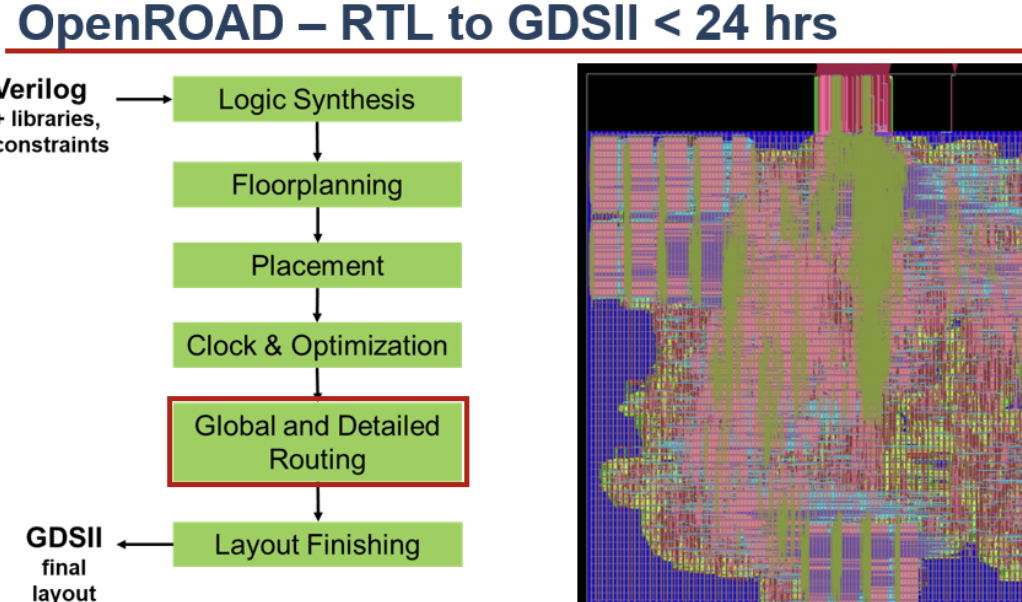 OpenROAD – RTL to GDSII < 24 hrs
Verilog
+ libraries,
constraints
Logic Synthesis
Floorplanning
Placement
Clock & Optimization
Global and Detailed
Routing
Layout Finishing
GDSII
final
layout